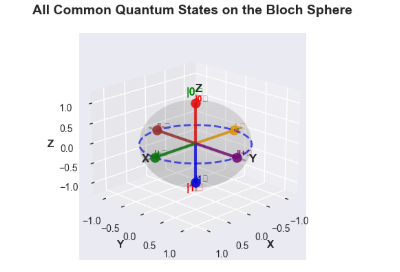 All Common Quantum States on the Bloch Sphere
|0 Z
1.0
0.5
Z 0.0
−0.5
−1.0
X Y
−1.0 −1.0
−0.5 −0.5
0.0 0.0
Y 0.5 0.5 X
1.0 1.0